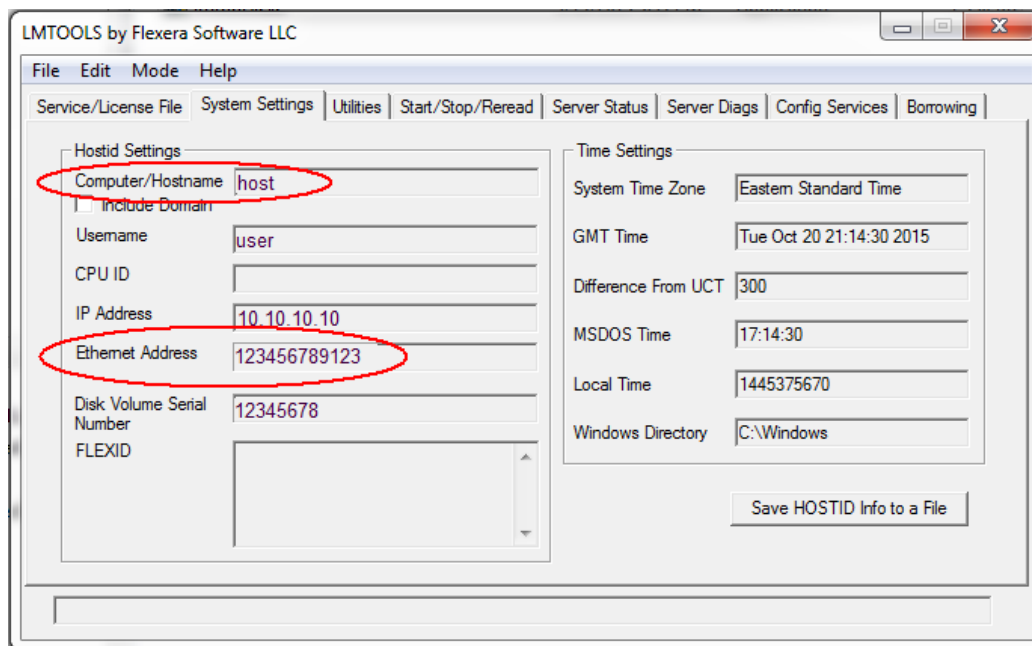 LMTOOLS by Flexera Software LLC
File Edit Mode Help
Service/License File System Settings Utilities Start/Stop/Reread Server Status Server Diags Config Services Borrowing
Hostid Settings
Computer/Hostname host
Include Domain
Username user
CPU ID
IP Address 10.10.10.10
Ethernet Address 123456789123
Disk Volume Serial Number 12345678
FLEXID
Time Settings
System Time Zone Eastern Standard Time
GMT Time Tue Oct 20 21:14:30 2015
Difference From UCT 300
MSDOS Time 17:14:30
Local Time 1445375670
Windows Directory C:\Windows
Save HOSTID Info to a File